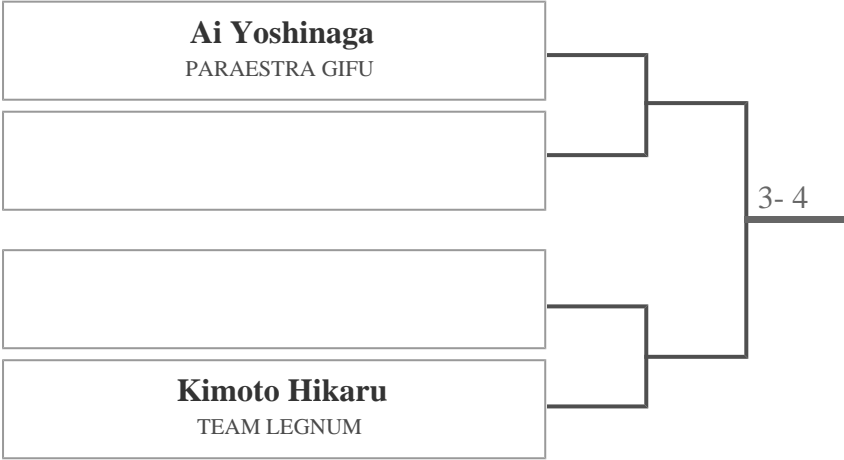 Ai Yoshinaga
PARAESTRA GIFU
3- 4
Kimoto Hikaru
TEAM LEGNUM